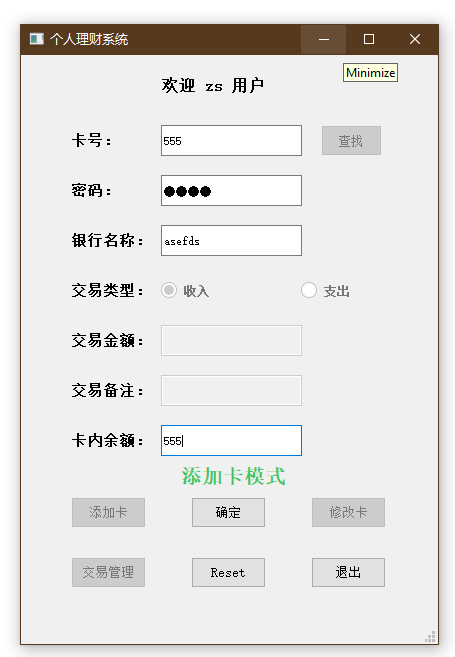 个人理财系统
Minimize
欢迎 zs 用户
卡号：
555
查找
密码：
●●●●
银行名称：
asefds
交易类型：
收入
支出
交易金额：
交易备注：
卡内余额：
555
添加卡模式
添加卡
确定
修改卡
交易管理
Reset
退出